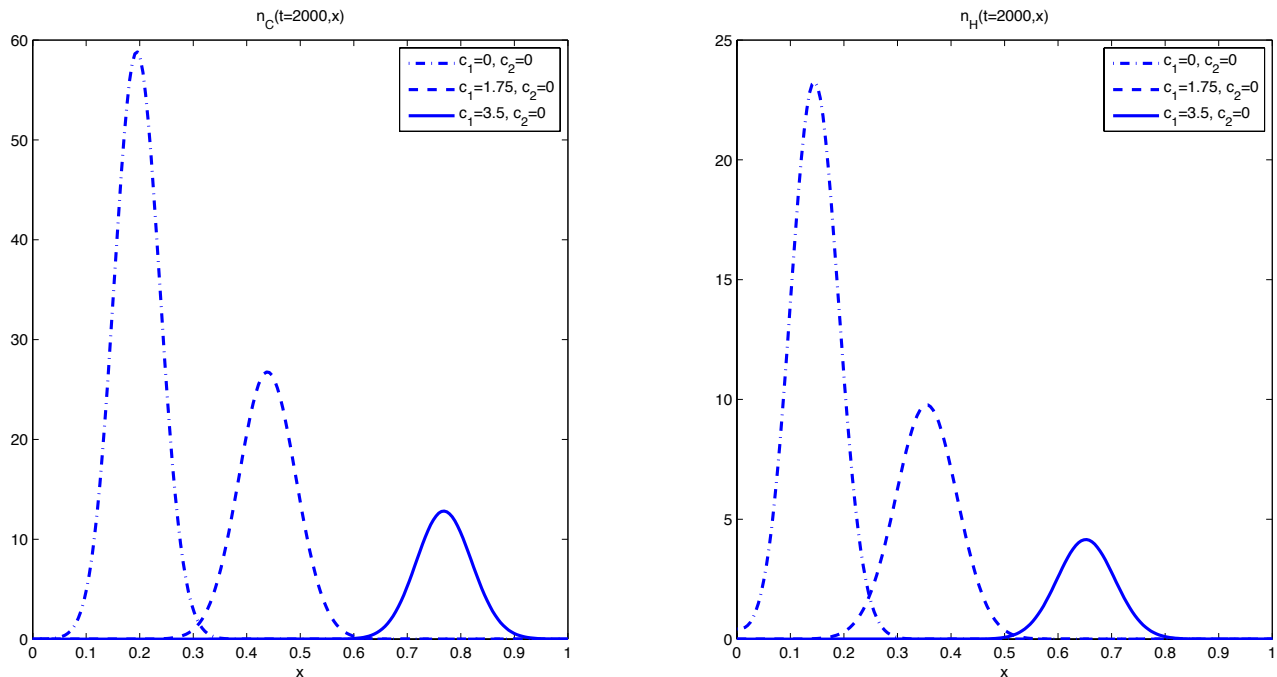 n_C(t=2000,x)
60
50
40
30
20
10
0
0 0.1 0.2 0.3 0.4 0.5 0.6 0.7 0.8 0.9 1
x
c_1=0, c_2=0
c_1=1.75, c_2=0
c_1=3.5, c_2=0
n_H(t=2000,x)
25
20
15
10
5
0
0 0.1 0.2 0.3 0.4 0.5 0.6 0.7 0.8 0.9 1
x
c_1=0, c_2=0
c_1=1.75, c_2=0
c_1=3.5, c_2=0